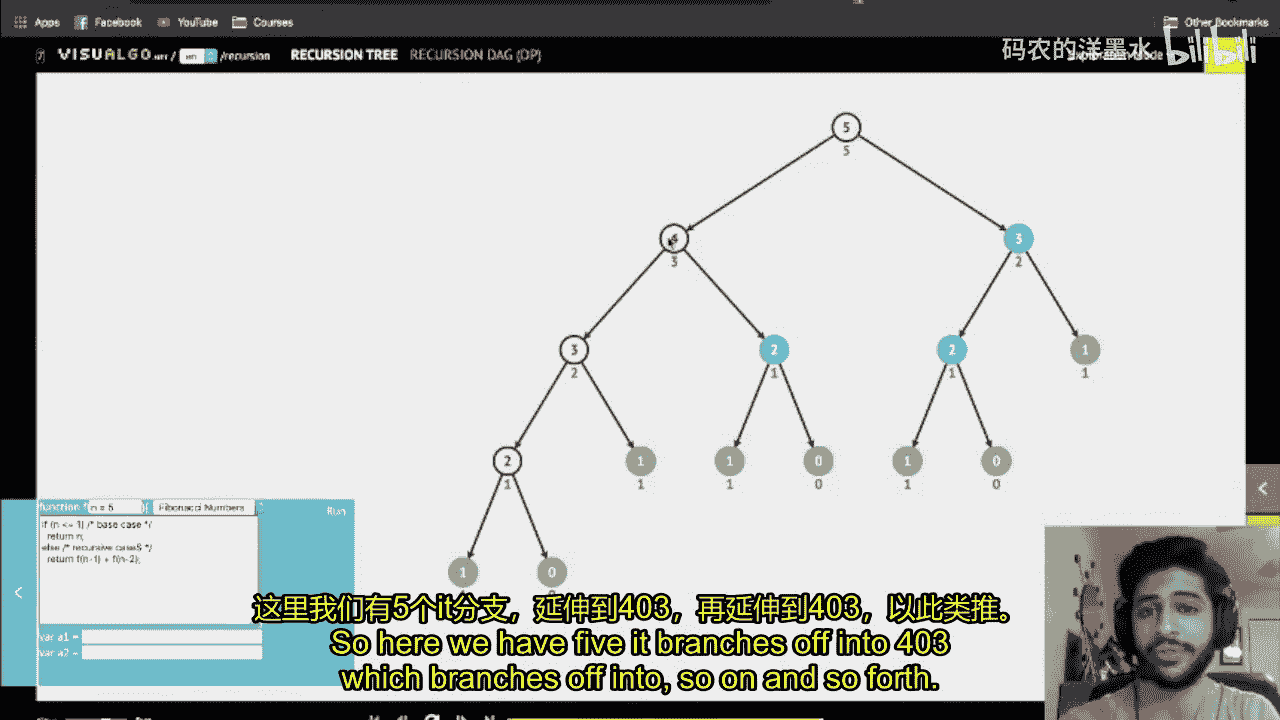 Apps Facebook YouTube Courses Other Bookmarks
码农的洋墨水 bilibili
7 VISUALGO.NET / en /recursion RECURSION TREE RECURSION DAG (DP)
5
5
3
3
2
3
2
2
1
2
1
1
1
2
1
1
1
1
1
0
0
1
1
0
0
1
0
function f( n = 5 ){ Fibonacci Numbers
Run
if (n <= 1) /* base case */
return n;
else /* recursive cases */
return f(n-1) + f(n-2);
var a1 =
var a2 =
这里我们有5个it分支，延伸到403，再延伸到403，以此类推。
So here we have five it branches off into 403
which branches off into, so on and so forth.